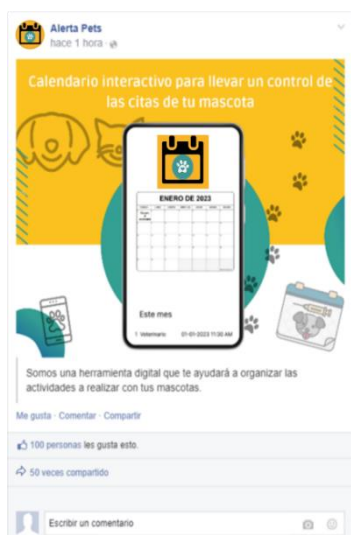 Alerta Pets
hace 1 hora ·
Calendario interactivo para llevar un control de
las citas de tu mascota
ENERO DE 2023
Este mes
1 Veterinario 01-01-2023 11:00 AM
Somos una herramienta digital que te ayudará a organizar las
actividades a realizar con tus mascotas.
Me gusta · Comentar · Compartir
100 personas les gusta esto.
50 veces compartido
Escribir un comentario